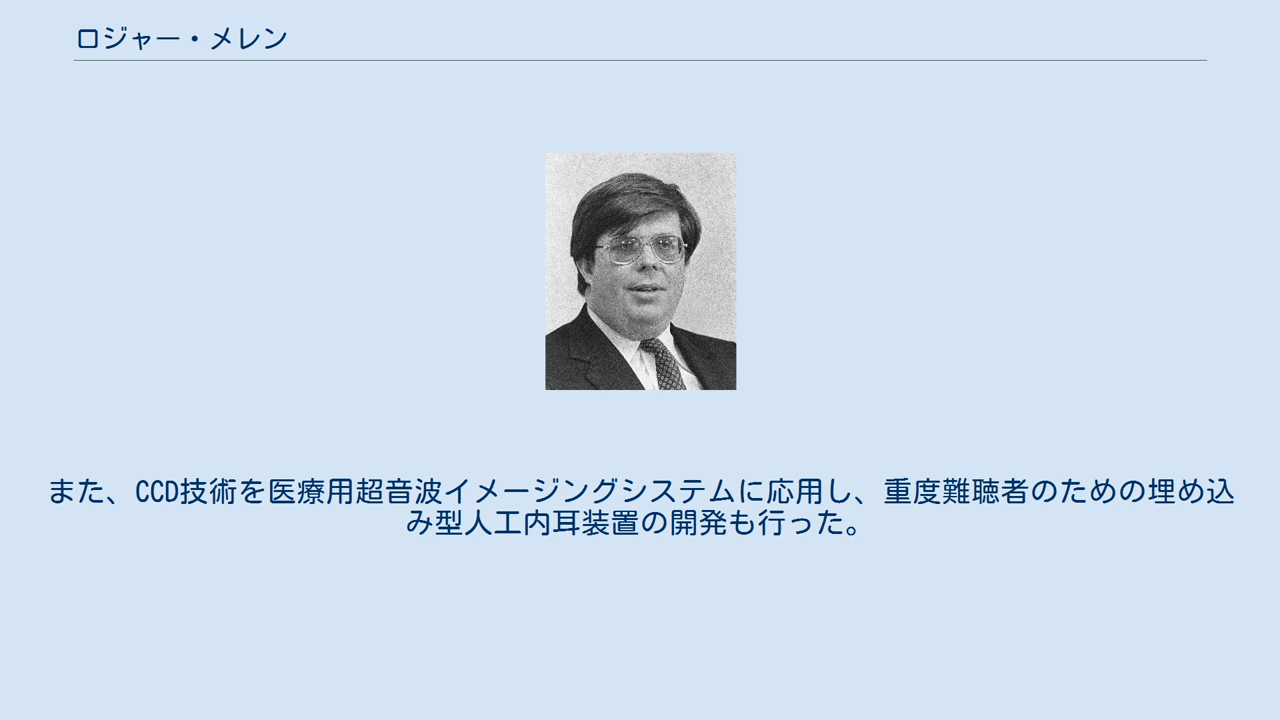 ロジャー・メレン
また、CCD技術を医療用超音波イメージングシステムに応用し、重度難聴者のための埋め込
み型人工内耳装置の開発も行った。